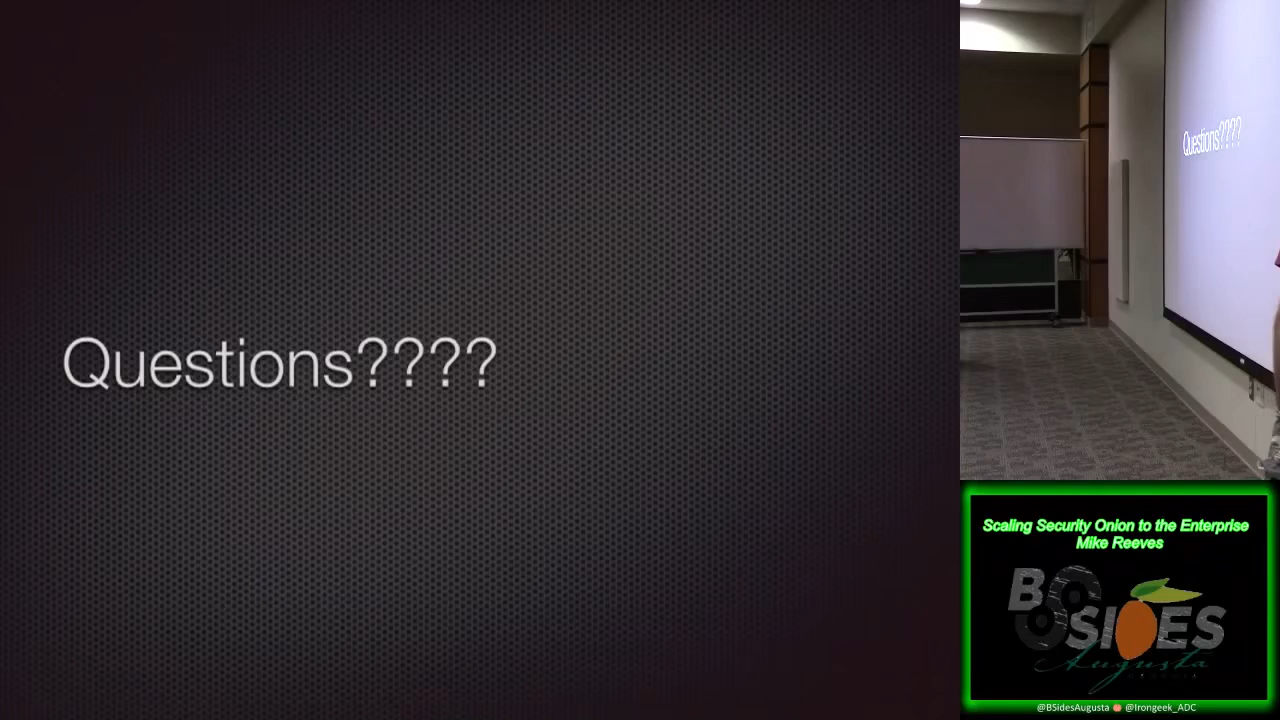 Questions????
Questions????
Scaling Security Onion to the Enterprise
Mike Reeves
BSIDES
Augusta
@BSidesAugusta @Irongeek_ADC